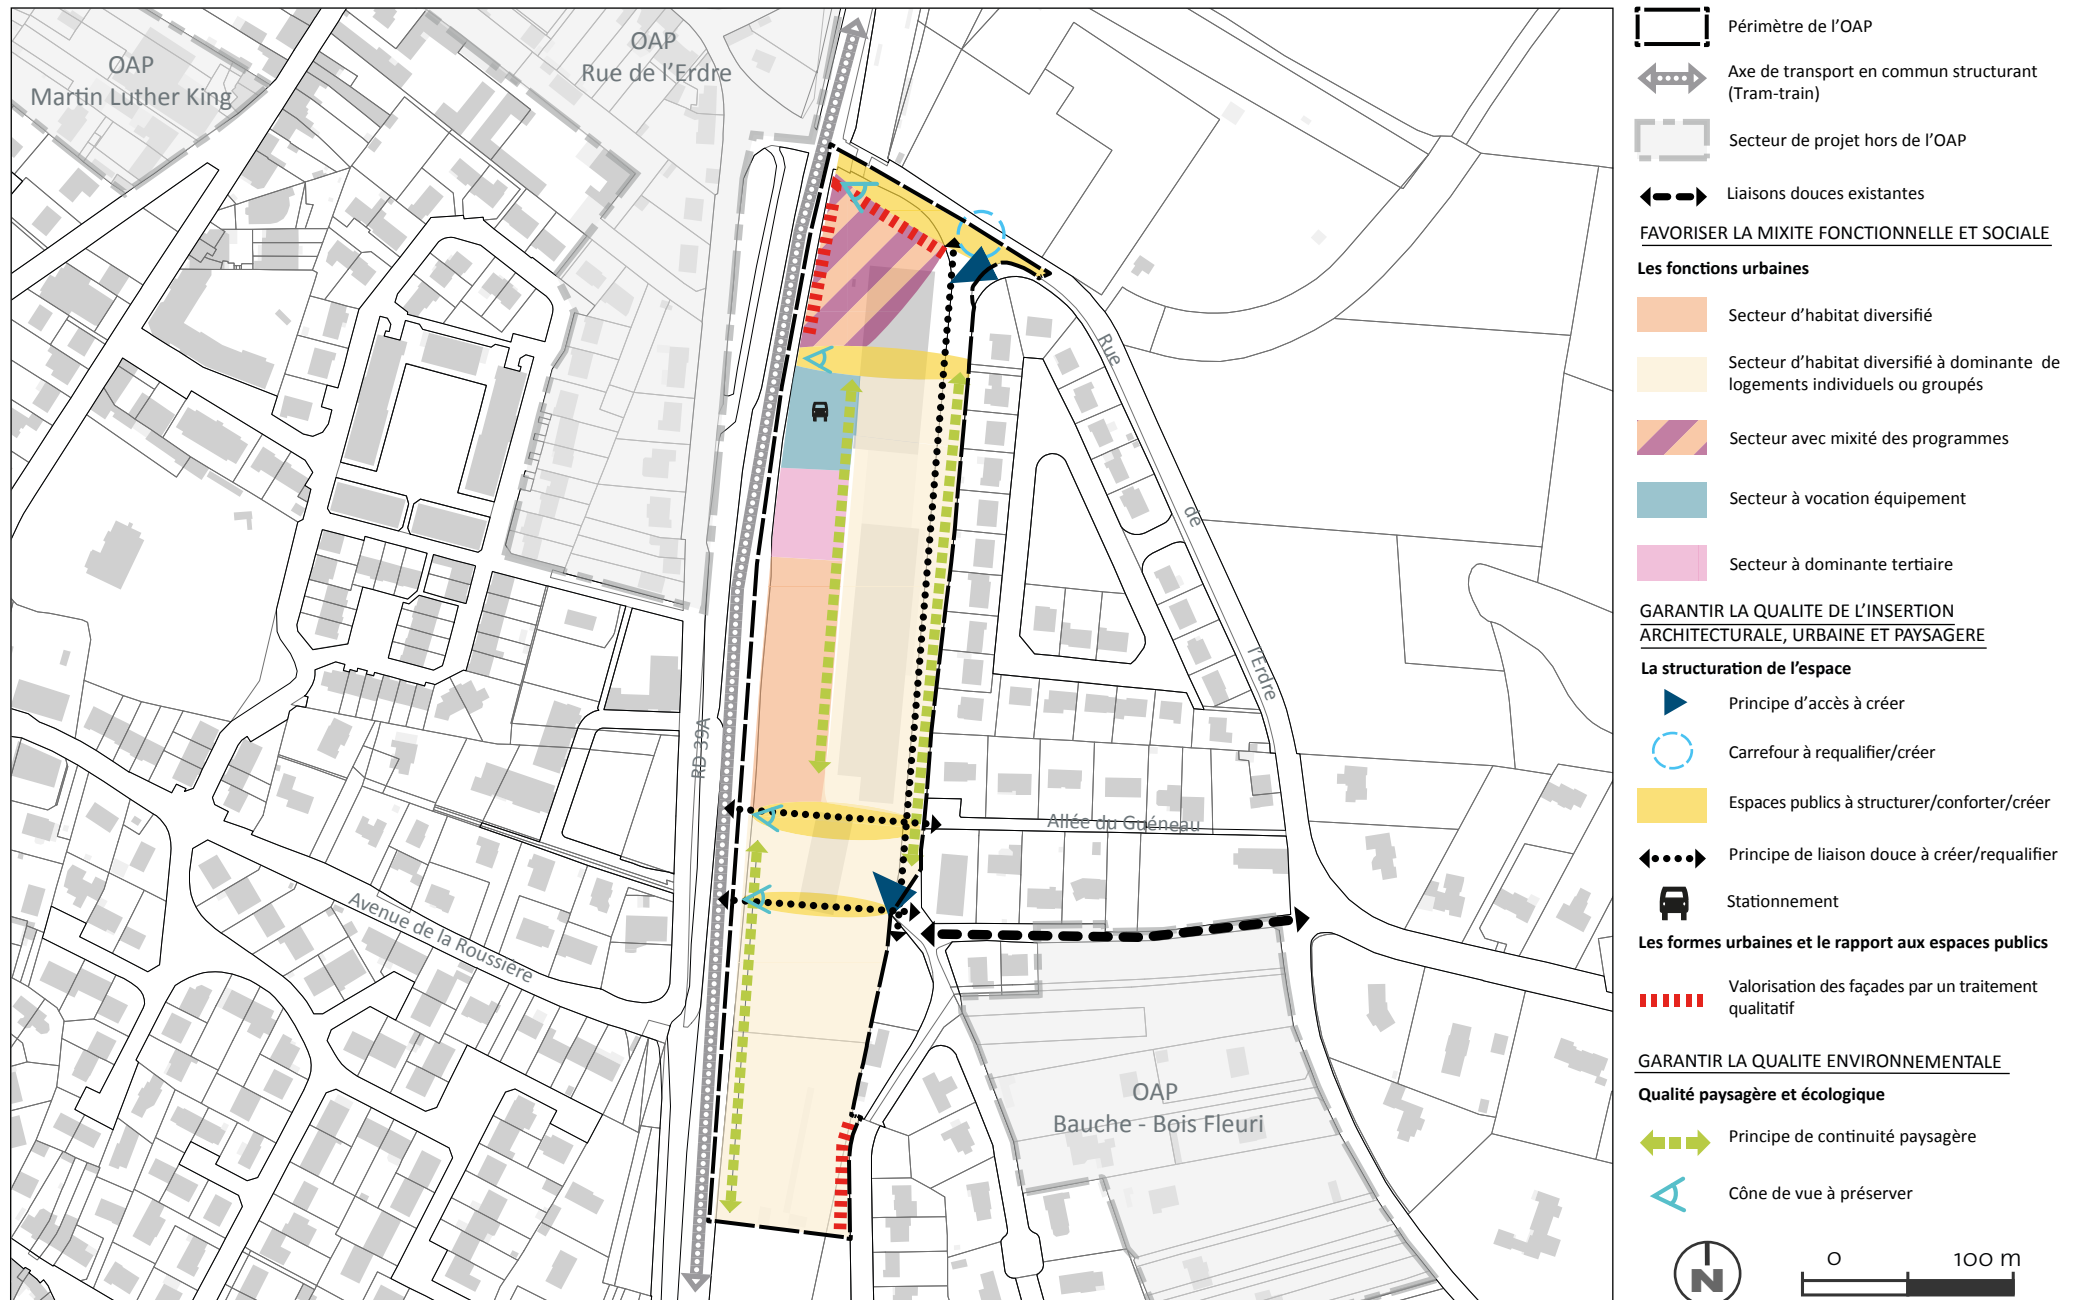 OAP
Martin Luther King
OAP
Rue de l'Erdre
RD 39A
Avenue de la Roussière
Rue
de
l'Erdre
Allée du Guéneau
OAP
Bauche - Bois Fleuri
Périmètre de l'OAP
Axe de transport en commun structurant
(Tram-train)
Secteur de projet hors de l'OAP
Liaisons douces existantes
FAVORISER LA MIXITE FONCTIONNELLE ET SOCIALE
Les fonctions urbaines
Secteur d'habitat diversifié
Secteur d'habitat diversifié à dominante de
logements individuels ou groupés
Secteur avec mixité des programmes
Secteur à vocation équipement
Secteur à dominante tertiaire
GARANTIR LA QUALITE DE L'INSERTION
ARCHITECTURALE, URBAINE ET PAYSAGERE
La structuration de l'espace
Principe d'accès à créer
Carrefour à requalifier/créer
Espaces publics à structurer/conforter/créer
Principe de liaison douce à créer/requalifier
Stationnement
Les formes urbaines et le rapport aux espaces publics
Valorisation des façades par un traitement
qualitatif
GARANTIR LA QUALITE ENVIRONNEMENTALE
Qualité paysagère et écologique
Principe de continuité paysagère
Cône de vue à préserver
N
0 100 m